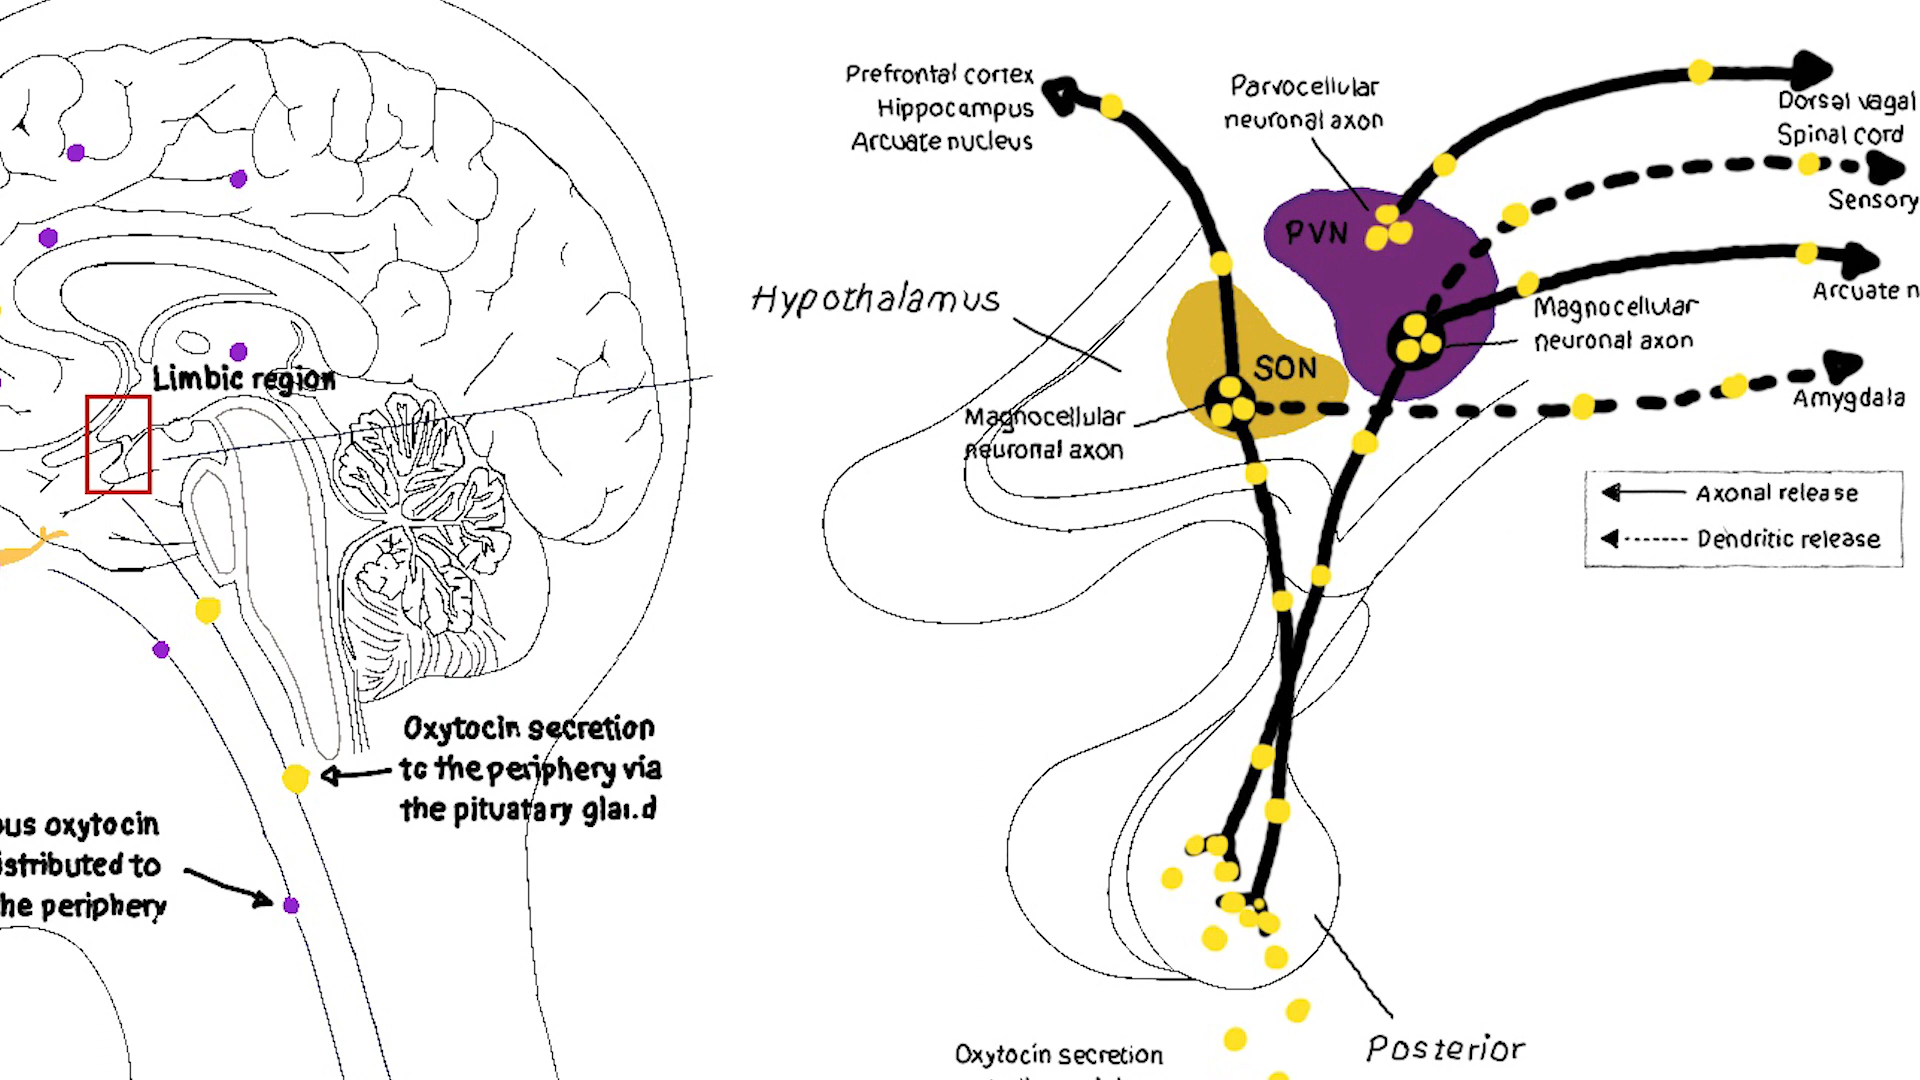 Limbic region
Oxytocin secretion
to the periphery via
the pituatary gland
ous oxytocin
istributed to
he periphery
Prefrontal cortex
Hippocampus
Arcuate nucleus
Parvocellular
neuronal axon
Dorsal vagal
Spinal cord
Sensory
PVN
Hypothalamus
Arcuate n
Magnocellular
neuronal axon
SON
Amygdala
Magnocellular
neuronal axon
Axonal release
Dendritic release
Posterior
Oxytocin secretion